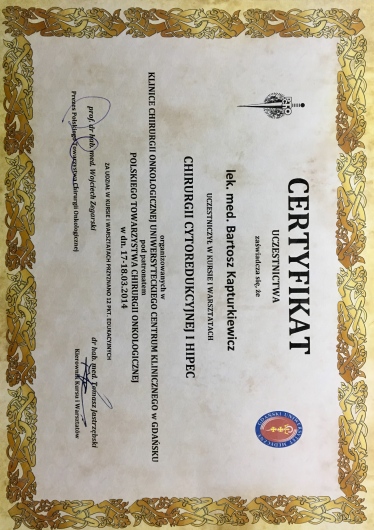 CERTYFIKAT
UCZESTNICTWA
zaświadcza się, że
lek. med. Bartosz Kapturkiewicz
UCZESTNICZYŁ W KURSIE I WARSZTATACH
CHIRURGII CYTOREDUKCYJNEJ I HIPEC
organizowanych w
KLINICE CHIRURGII ONKOLOGICZNEJ UNIWERSYTECKIEGO CENTRUM KLINICZNEGO w GDAŃSKU
pod patronatem
POLSKIEGO TOWARZYSTWA CHIRURGII ONKOLOGICZNEJ
w dn. 17-18.03.2014
ZA UDZIAŁ W KURSIE I WARSZTATACH PRZYZNANO 12 PKT. EDUKACYJNYCH
prof. dr hab. med. Wojciech Zegarski
Prezes Polskiego Towarzystwa Chirurgii Onkologicznej
dr hab. med. Tomasz Jastrzębski
Kierownik Kursu i Warsztatów